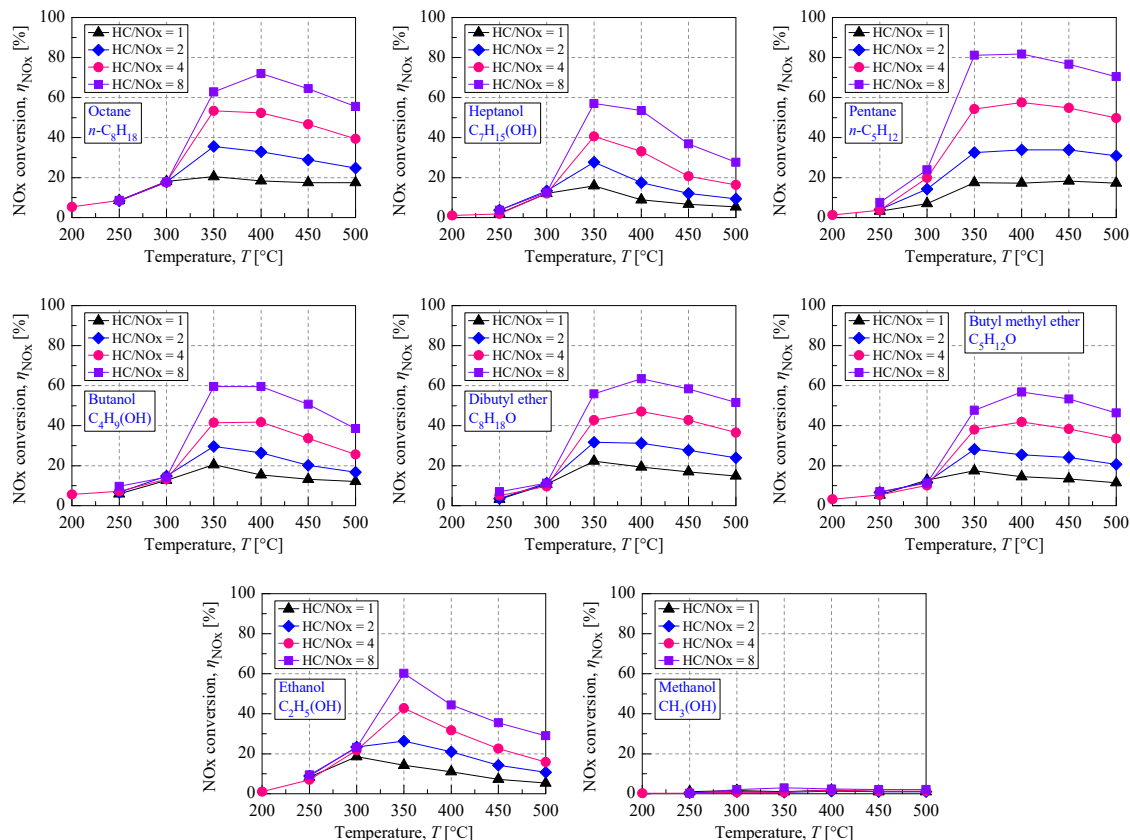 NOx conversion, ηNOx [%]
100
80
60
40
20
0
HC/NOx = 1
HC/NOx = 2
HC/NOx = 4
HC/NOx = 8
Octane
n-C8H18
200 250 300 350 400 450 500
Temperature, T [°C]
NOx conversion, ηNOx [%]
100
80
60
40
20
0
HC/NOx = 1
HC/NOx = 2
HC/NOx = 4
HC/NOx = 8
Heptanol
C7H15(OH)
200 250 300 350 400 450 500
Temperature, T [°C]
NOx conversion, ηNOx [%]
100
80
60
40
20
0
HC/NOx = 1
HC/NOx = 2
HC/NOx = 4
HC/NOx = 8
Pentane
n-C5H12
200 250 300 350 400 450 500
Temperature, T [°C]
NOx conversion, ηNOx [%]
100
80
60
40
20
0
HC/NOx = 1
HC/NOx = 2
HC/NOx = 4
HC/NOx = 8
Butanol
C4H9(OH)
200 250 300 350 400 450 500
Temperature, T [°C]
NOx conversion, ηNOx [%]
100
80
60
40
20
0
HC/NOx = 1
HC/NOx = 2
HC/NOx = 4
HC/NOx = 8
Dibutyl ether
C8H18O
200 250 300 350 400 450 500
Temperature, T [°C]
NOx conversion, ηNOx [%]
100
80
60
40
20
0
HC/NOx = 1
HC/NOx = 2
HC/NOx = 4
HC/NOx = 8
Butyl methyl ether
C5H12O
200 250 300 350 400 450 500
Temperature, T [°C]
NOx conversion, ηNOx [%]
100
80
60
40
20
0
HC/NOx = 1
HC/NOx = 2
HC/NOx = 4
HC/NOx = 8
Ethanol
C2H5(OH)
200 250 300 350 400 450 500
Temperature, T [°C]
NOx conversion, ηNOx [%]
100
80
60
40
20
0
HC/NOx = 1
HC/NOx = 2
HC/NOx = 4
HC/NOx = 8
Methanol
CH3(OH)
200 250 300 350 400 450 500
Temperature, T [°C]